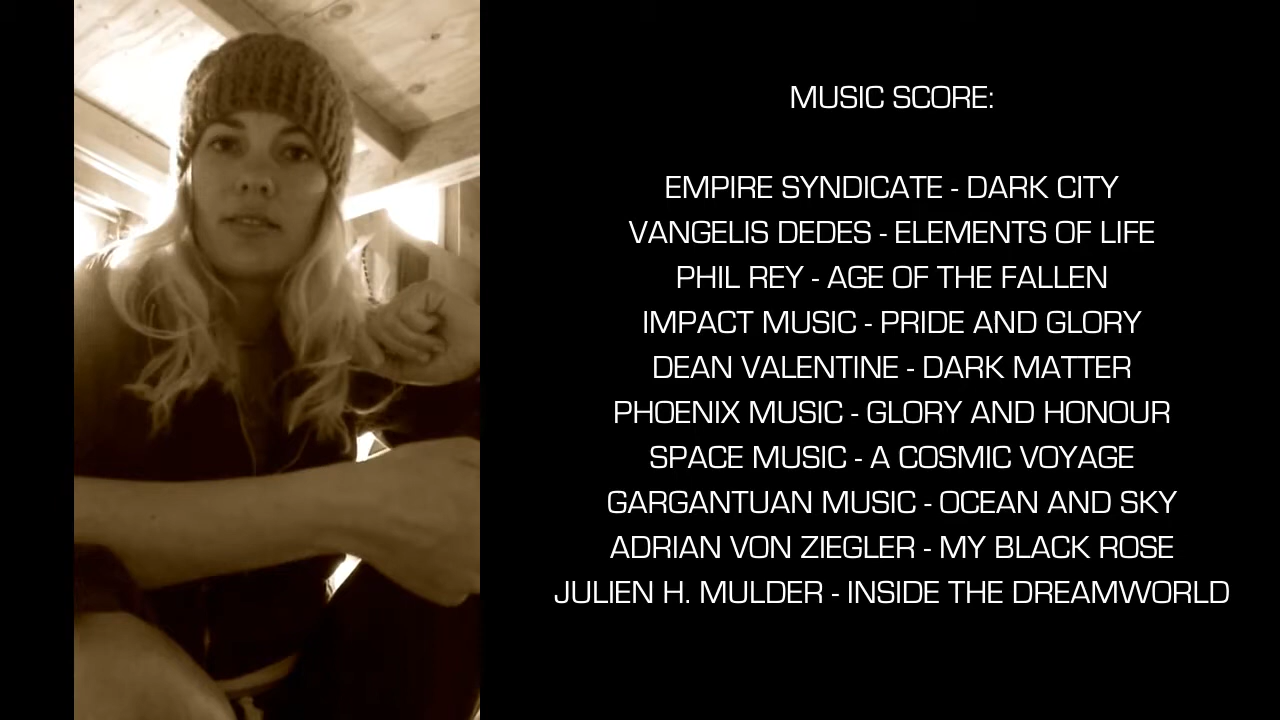 MUSIC SCORE:
EMPIRE SYNDICATE - DARK CITY
VANGELIS DEDES - ELEMENTS OF LIFE
PHIL REY - AGE OF THE FALLEN
IMPACT MUSIC - PRIDE AND GLORY
DEAN VALENTINE - DARK MATTER
PHOENIX MUSIC - GLORY AND HONOUR
SPACE MUSIC - A COSMIC VOYAGE
GARGANTUAN MUSIC - OCEAN AND SKY
ADRIAN VON ZIEGLER - MY BLACK ROSE
JULIEN H. MULDER - INSIDE THE DREAMWORLD